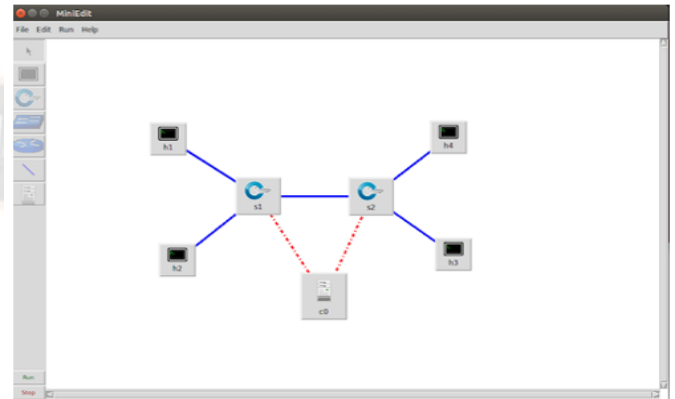 MiniEdit
File Edit Run Help
h1
h4
s1
s2
h2
h3
c0
Run
Stop